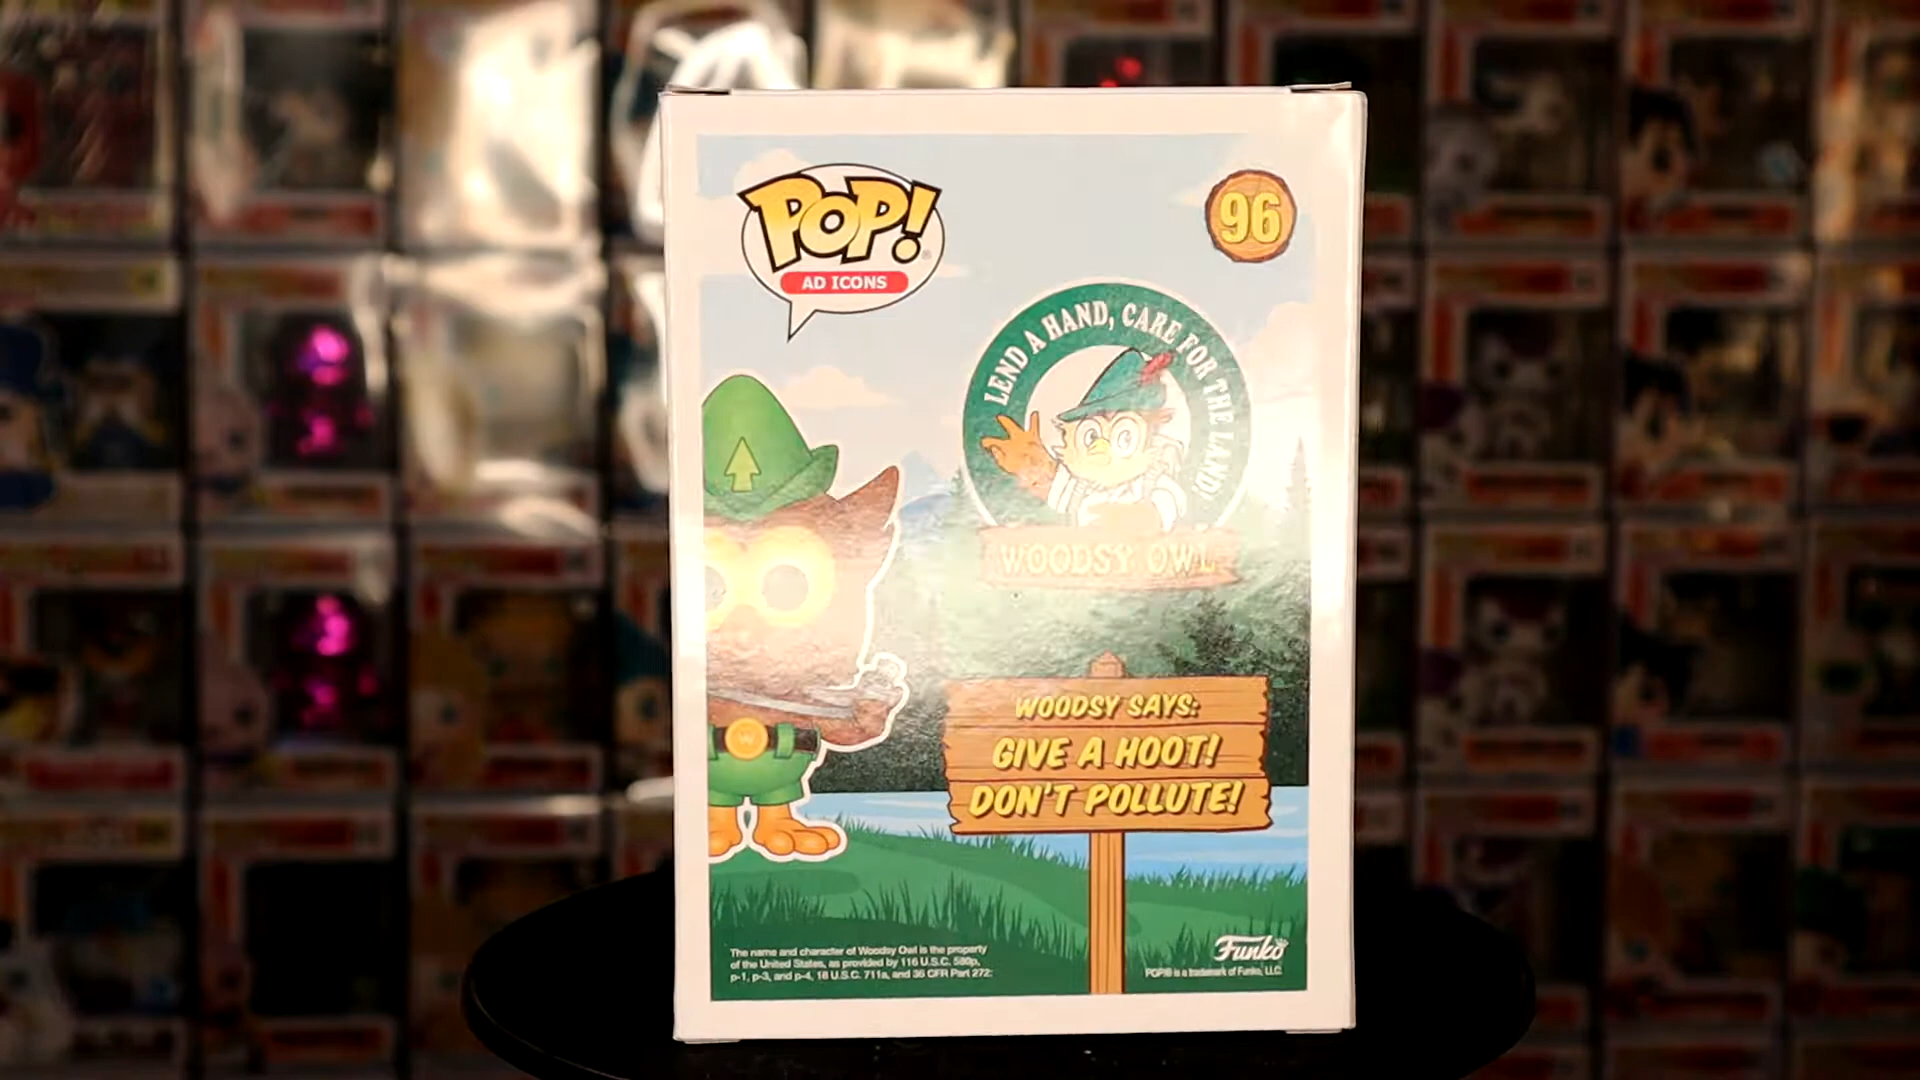 POP!
AD ICONS
96
LEND A HAND, CARE FOR THE LAND!
WOODSY OWL
WOODSY SAYS:
GIVE A HOOT!
DON'T POLLUTE!
W
The name and character of Woodsy Owl is the property
of the United States, as provided by 116 U.S.C. 580p,
p-1, p-3, and p-4, 18 U.S.C. 711a, and 36 CFR Part 272.
Funko
POP!® is a trademark of Funko, LLC.